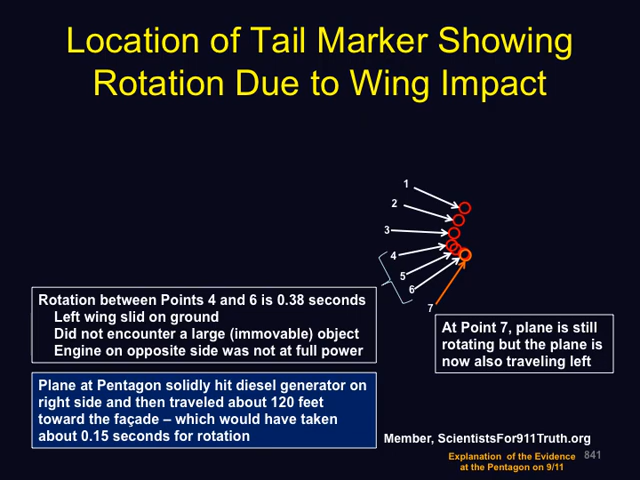 Location of Tail Marker Showing
Rotation Due to Wing Impact
1
2
3
4
5
6
7
Rotation between Points 4 and 6 is 0.38 seconds
Left wing slid on ground
Did not encounter a large (immovable) object
Engine on opposite side was not at full power
At Point 7, plane is still
rotating but the plane is
now also traveling left
Plane at Pentagon solidly hit diesel generator on
right side and then traveled about 120 feet
toward the façade – which would have taken
about 0.15 seconds for rotation
Member, ScientistsFor911Truth.org
Explanation of the Evidence
at the Pentagon on 9/11
841